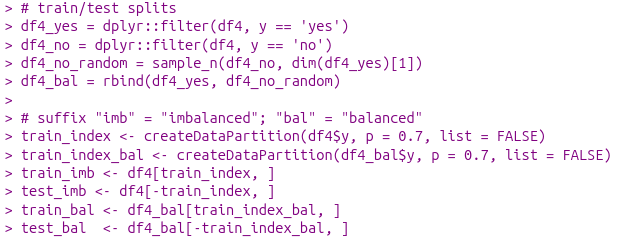 > # train/test splits
> df4_yes = dplyr::filter(df4, y == 'yes')
> df4_no = dplyr::filter(df4, y == 'no')
> df4_no_random = sample_n(df4_no, dim(df4_yes)[1])
> df4_bal = rbind(df4_yes, df4_no_random)
>
> # suffix "imb" = "imbalanced"; "bal" = "balanced"
> train_index <- createDataPartition(df4$y, p = 0.7, list = FALSE)
> train_index_bal <- createDataPartition(df4_bal$y, p = 0.7, list = FALSE)
> train_imb <- df4[train_index, ]
> test_imb <- df4[-train_index, ]
> train_bal <- df4_bal[train_index_bal, ]
> test_bal  <- df4_bal[-train_index_bal, ]